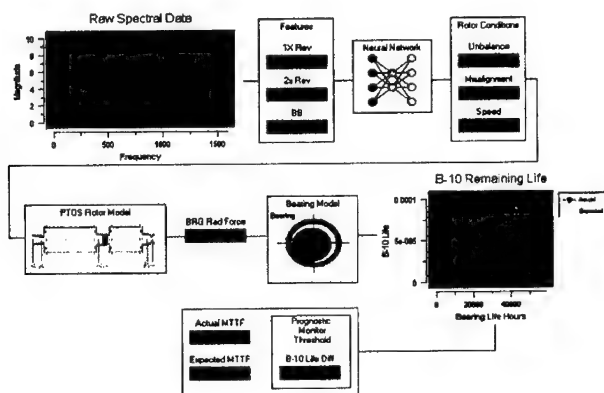 Raw Spectral Data
Features
Rotor Conditions
1X Rev
Neural Network
Unbalance
2x Rev
Misalignment
BB
Speed
Magnitude
10
8
6
4
2
0
0
500
1000
1500
Frequency
PTOS Rotor Model
BRG Rad Force
Bearing Model
Bearing
B-10 Remaining Life
B-10 Life
0.0001
5e-005
0
0
20000
40000
Bearing Life Hours
Actual
Expected
Actual MTTF
Expected MTTF
Prognostic
Monitor
Threshold
B-10 Life Diff